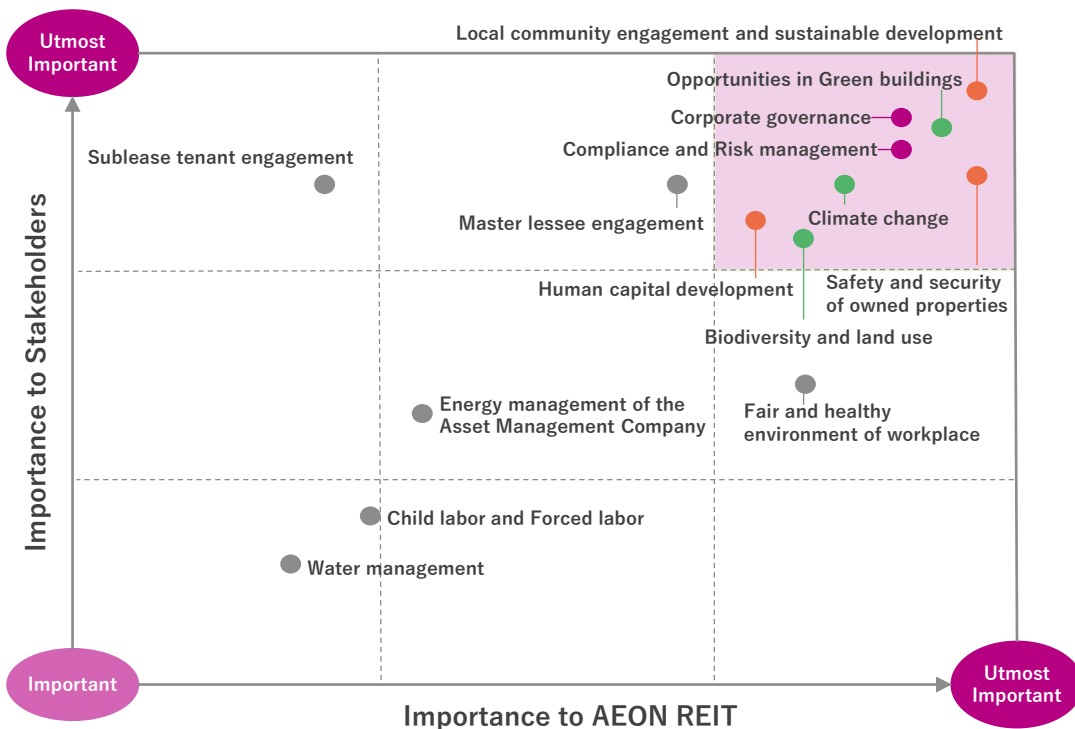 Local community engagement and sustainable development
Utmost
Important
Opportunities in Green buildings
Corporate governance
Compliance and Risk management
Sublease tenant engagement
Master lessee engagement
Climate change
Human capital development
Safety and security
of owned properties
Biodiversity and land use
Energy management of the
Asset Management Company
Fair and healthy
environment of workplace
Child labor and Forced labor
Water management
Importance to Stakeholders
Important
Utmost
Important
Importance to AEON REIT